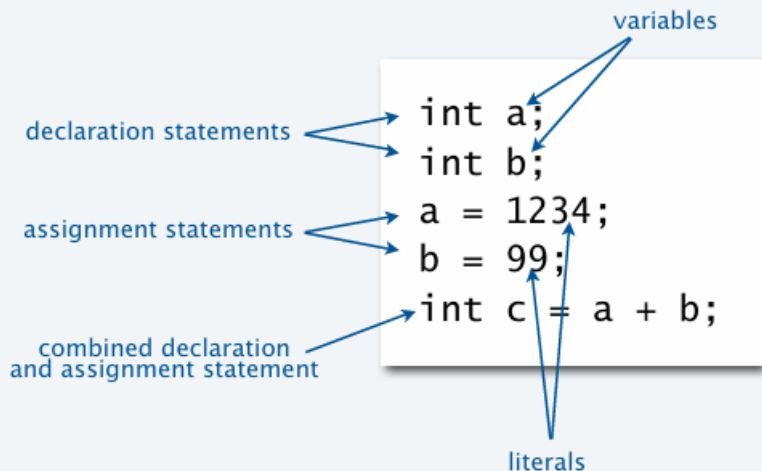 variables
int a;
declaration statements
int b;
a = 1234;
assignment statements
b = 99;
int c = a + b;
combined declaration
and assignment statement
literals